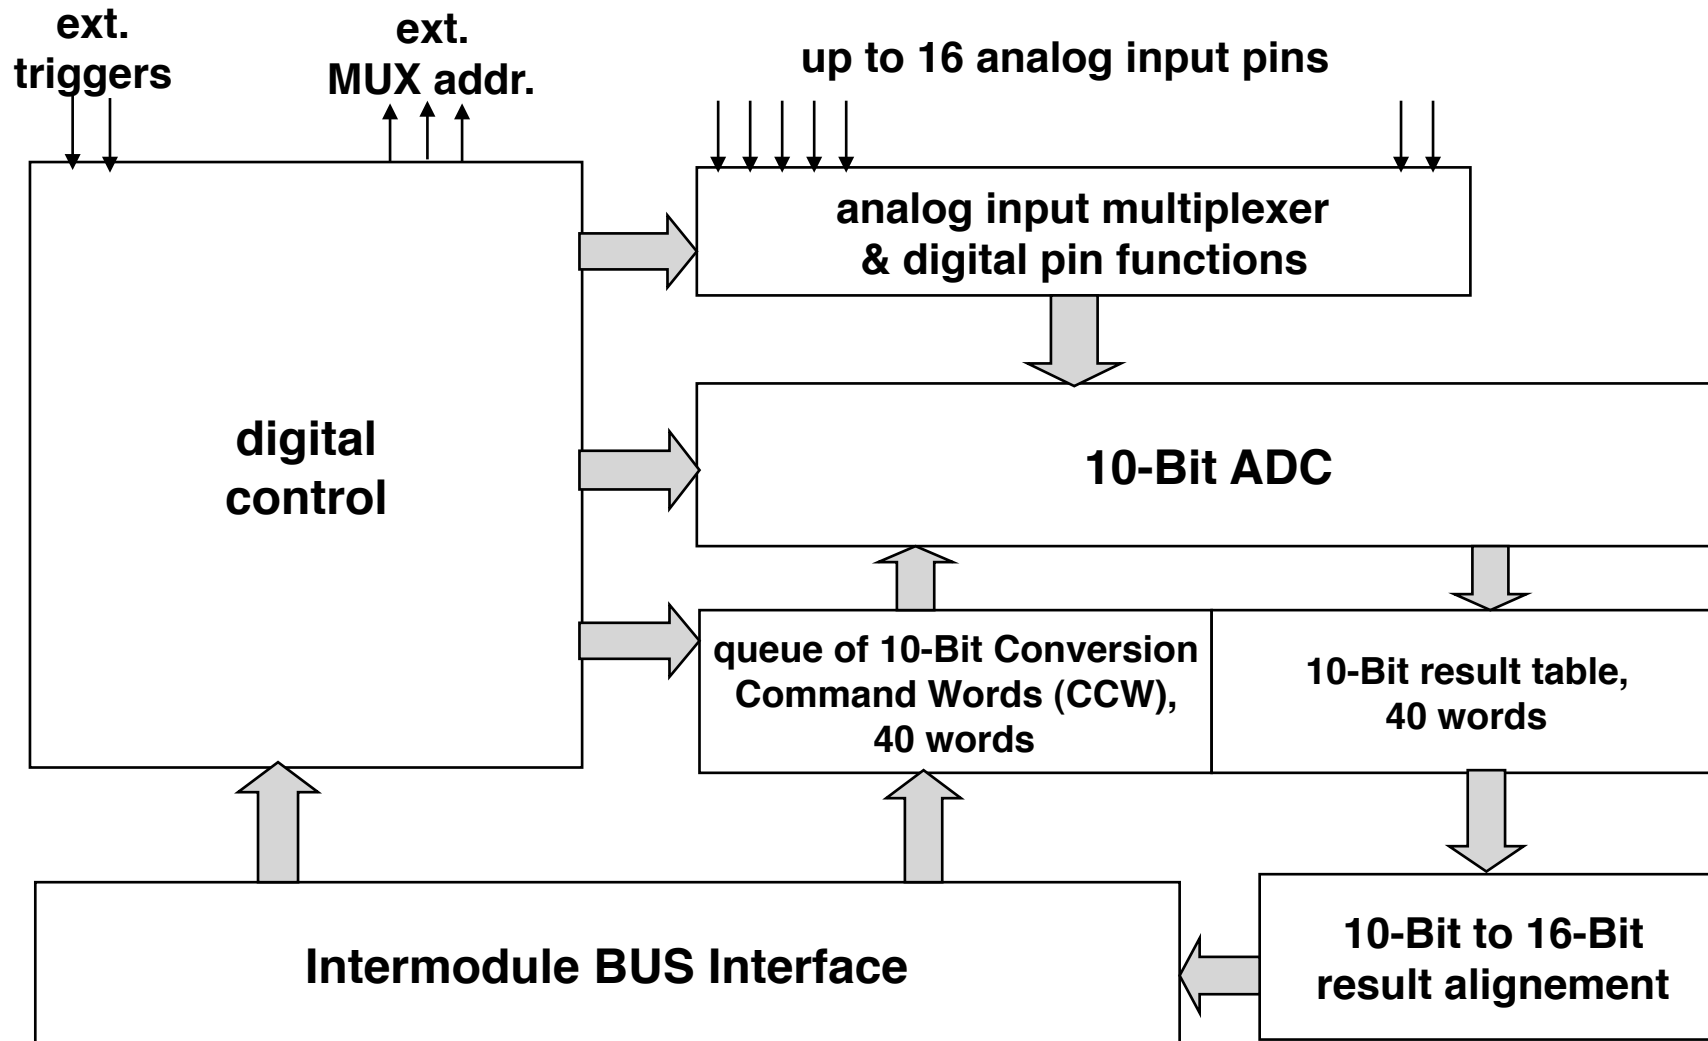 ext.
triggers
ext.
MUX addr.
up to 16 analog input pins
analog input multiplexer
& digital pin functions
digital
control
10-Bit ADC
queue of 10-Bit Conversion
Command Words (CCW),
40 words
10-Bit result table,
40 words
Intermodule BUS Interface
10-Bit to 16-Bit
result alignement